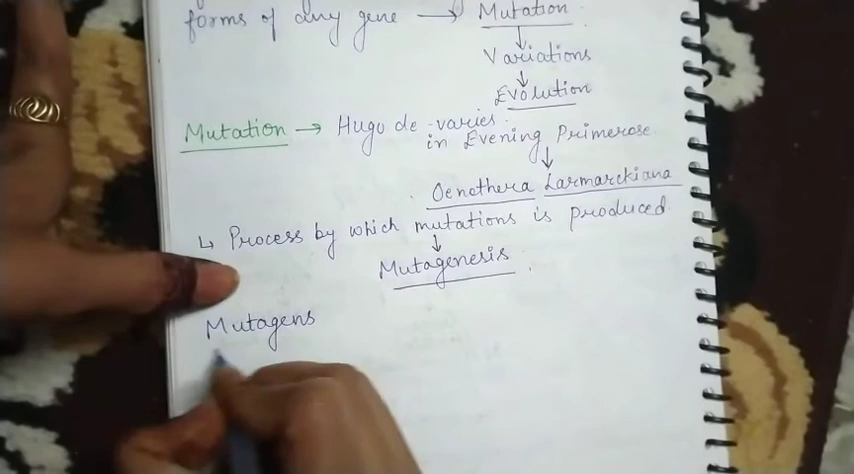 forms of any gene → Mutation
↓
Variations
↓
Evolution
Mutation → Hugo de-varies.
in Evening Primerose
↓
Oenothera Larmarckiana
↳ Process by which mutations is produced
↓
Mutagenesis.
Mutagens